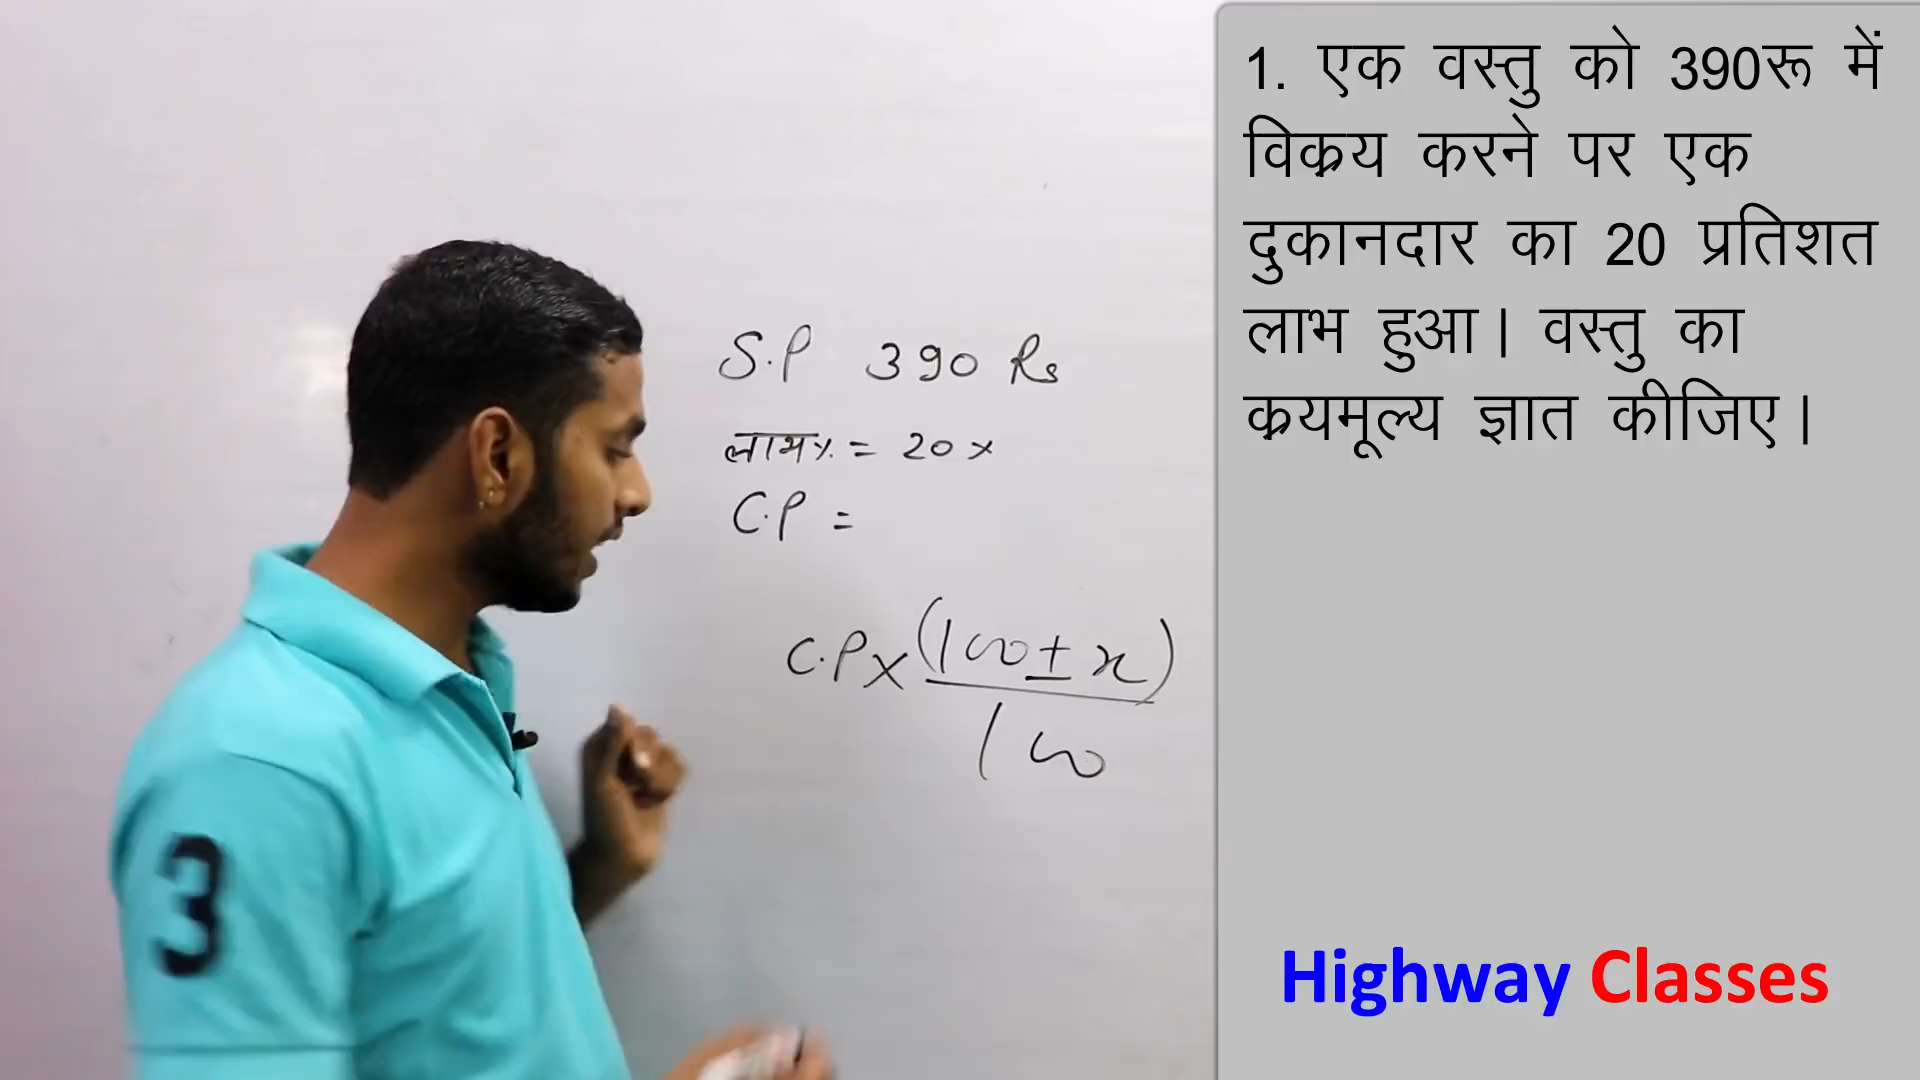 1. एक वस्तु को 390रू में
विक्रय करने पर एक
दुकानदार का 20 प्रतिशत
लाभ हुआ। वस्तु का
क्रयमूल्य ज्ञात कीजिए।
S.P 390 Rs
लाभ% = 20 x
C.P =
C.P x (100 ± x)
100
3
Highway Classes